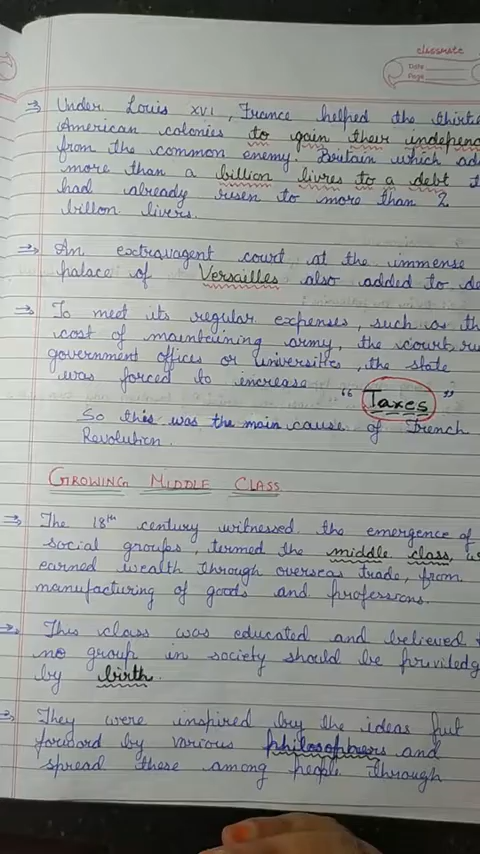 classmate
Date
Page
⇒ Under Louis XVI, France helped the thirte
American colonies to gain their independ
from the common enemy. Britain which add
more than a billion livres to a debt t
had already risen to more than 2
billon livers.
⇒ An extravagent court at the immense
palace of Versailles also added to de
⇒ To meet its regular expenses, such as th
cost of maintaining army, the court, ru
government offices or universities, the state
was forced to increase
" Taxes "
So this was the main cause of French
Revolution.
GROWING MIDDLE CLASS
⇒ The 18th century witnessed the emergence of
social groups, termed the middle class, w
earned wealth through overseas trade, from
manufacturing of goods and professions.
⇒ This class was educated and believed t
no group in society should be priviledg
by birth.
⇒ They were inspired by the ideas put
forward by various philosophers and
spread these among people through